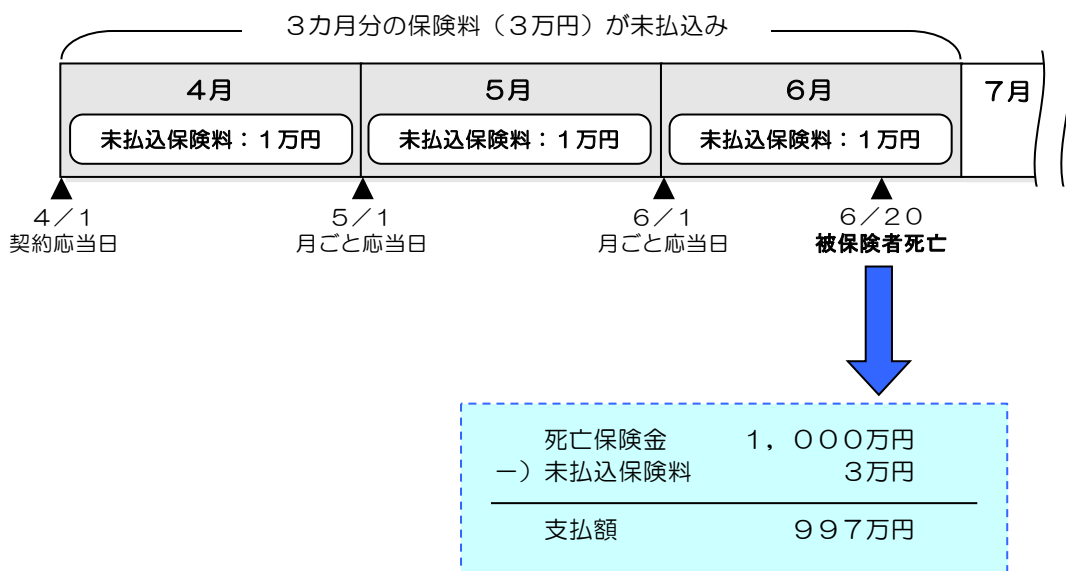 ３カ月分の保険料（３万円）が未払込み
４月 ５月 ６月 ７月
未払込保険料：１万円 未払込保険料：１万円 未払込保険料：１万円
４／１ ５／１ ６／１ ６／２０
契約応当日 月ごと応当日 月ごと応当日 被保険者死亡
死亡保険金 １，０００万円
－）未払込保険料 ３万円
支払額 ９９７万円